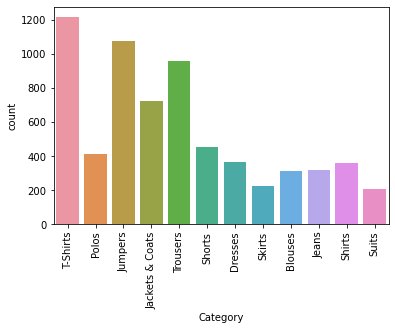 1200
1000
800
600
400
200
0
count
T-Shirts
Polos
Jumpers
Jackets & Coats
Trousers
Shorts
Dresses
Skirts
Blouses
Jeans
Shirts
Suits
Category